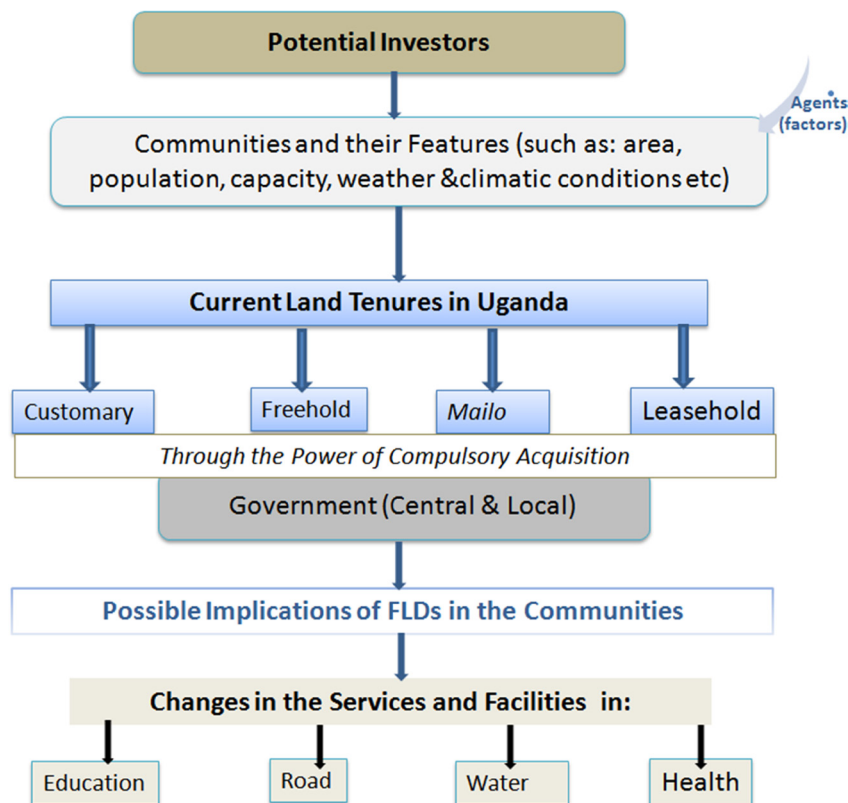 Potential Investors
Agents
(factors)
Communities and their Features (such as: area,
population, capacity, weather &climatic conditions etc)
Current Land Tenures in Uganda
Customary
Freehold
Mailo
Leasehold
Through the Power of Compulsory Acquisition
Government (Central & Local)
Possible Implications of FLDs in the Communities
Changes in the Services and Facilities in:
Education
Road
Water
Health